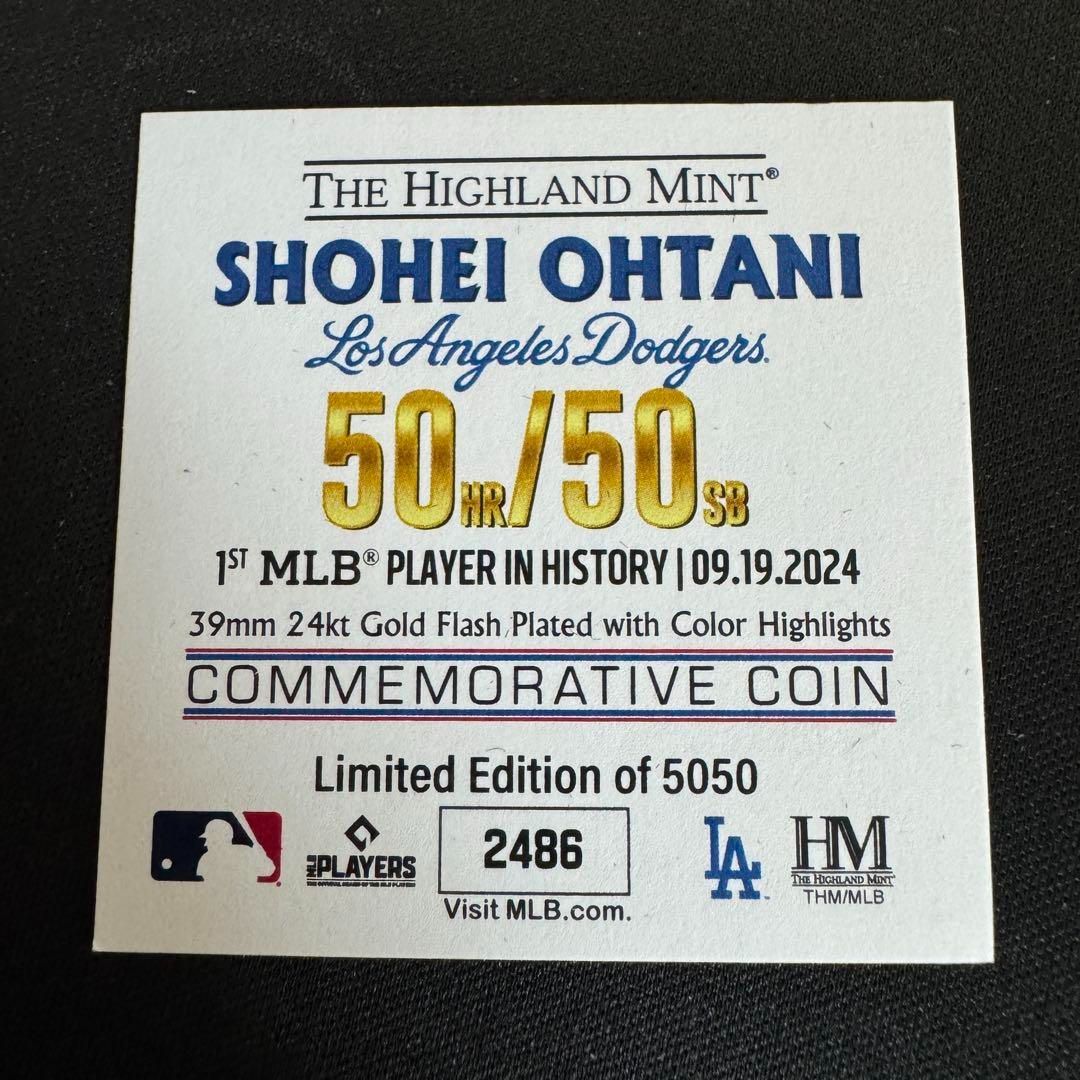 THE HIGHLAND MINT®
SHOHEI OHTANI
Los Angeles Dodgers.
50HR/50SB
1ST MLB® PLAYER IN HISTORY | 09.19.2024
39mm 24kt Gold Flash Plated with Color Highlights
COMMEMORATIVE COIN
Limited Edition of 5050
MLB PLAYERS
2486
Visit MLB.com.
LA
HM
THE HIGHLAND MINT
THM/MLB